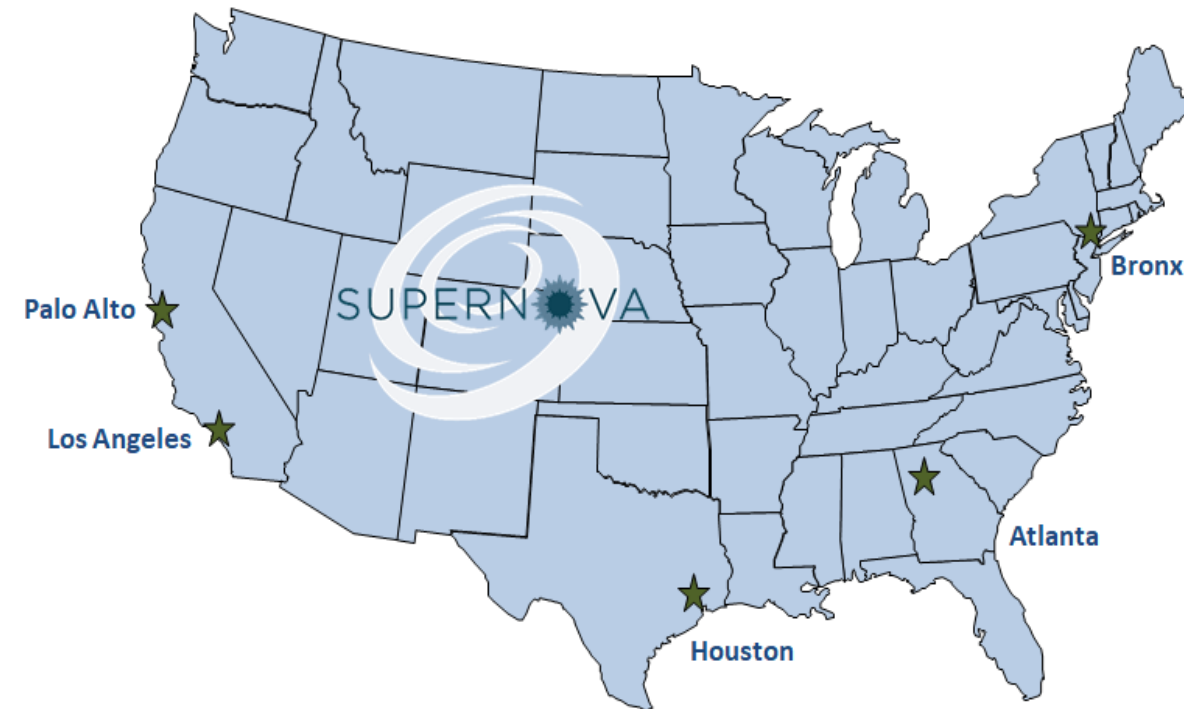 Bronx
SUPERNOVA
Palo Alto
Los Angeles
Atlanta
Houston